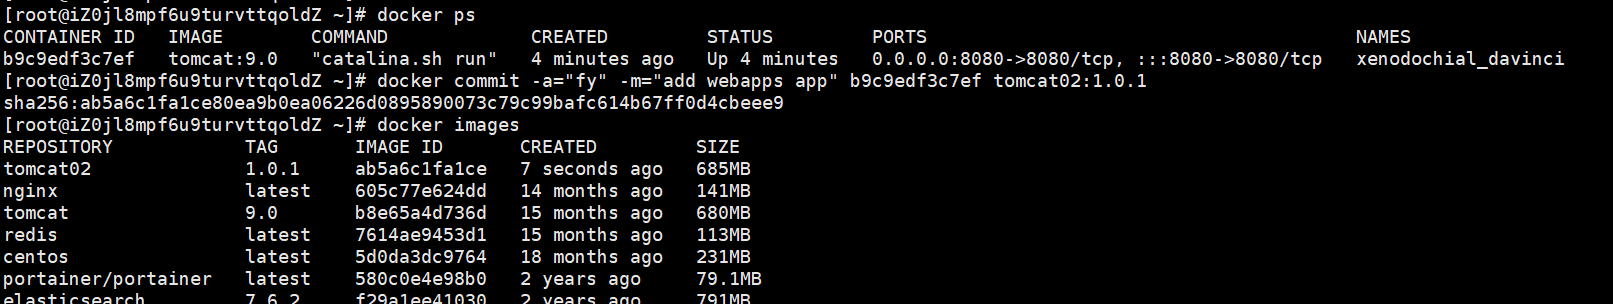 [root@iZ0jl8mpf6u9turvttqoldZ ~]# docker ps
CONTAINER ID   IMAGE        COMMAND             CREATED         STATUS         PORTS                                       NAMES
b9c9edf3c7ef   tomcat:9.0   "catalina.sh run"   4 minutes ago   Up 4 minutes   0.0.0.0:8080->8080/tcp, :::8080->8080/tcp   xenodochial_davinci
[root@iZ0jl8mpf6u9turvttqoldZ ~]# docker commit -a="fy" -m="add webapps app" b9c9edf3c7ef tomcat02:1.0.1
sha256:ab5a6c1fa1ce80ea9b0ea06226d0895890073c79c99bafc614b67ff0d4cbeee9
[root@iZ0jl8mpf6u9turvttqoldZ ~]# docker images
REPOSITORY            TAG       IMAGE ID       CREATED         SIZE
tomcat02              1.0.1     ab5a6c1fa1ce   7 seconds ago   685MB
nginx                 latest    605c77e624dd   14 months ago   141MB
tomcat                9.0       b8e65a4d736d   15 months ago   680MB
redis                 latest    7614ae9453d1   15 months ago   113MB
centos                latest    5d0da3dc9764   18 months ago   231MB
portainer/portainer   latest    580c0e4e98b0   2 years ago     79.1MB
elasticsearch         7.6.2     f29a1ee41030   2 years ago     791MB